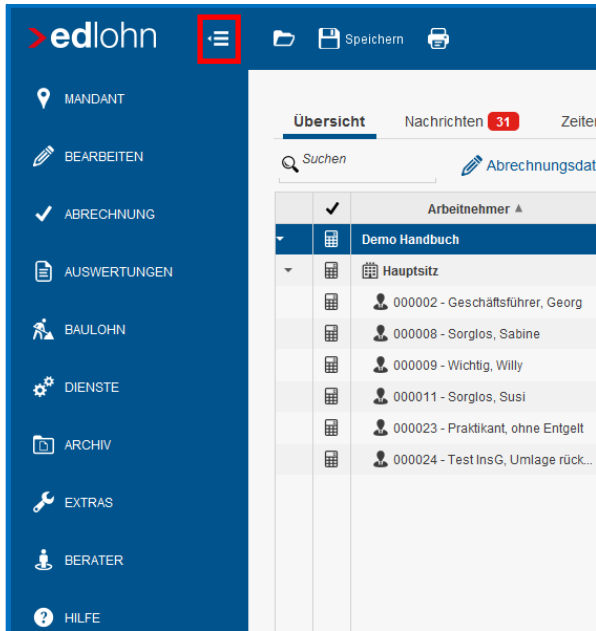 edlohn
Speichern
MANDANT
BEARBEITEN
ABRECHNUNG
AUSWERTUNGEN
BAULOHN
DIENSTE
ARCHIV
EXTRAS
BERATER
HILFE
Übersicht Nachrichten 31 Zeiter
Suchen Abrechnungsdat
Arbeitnehmer
Demo Handbuch
Hauptsitz
000002 - Geschäftsführer, Georg
000008 - Sorglos, Sabine
000009 - Wichtig, Willy
000011 - Sorglos, Susi
000023 - Praktikant, ohne Entgelt
000024 - Test InsG, Umlage rück...